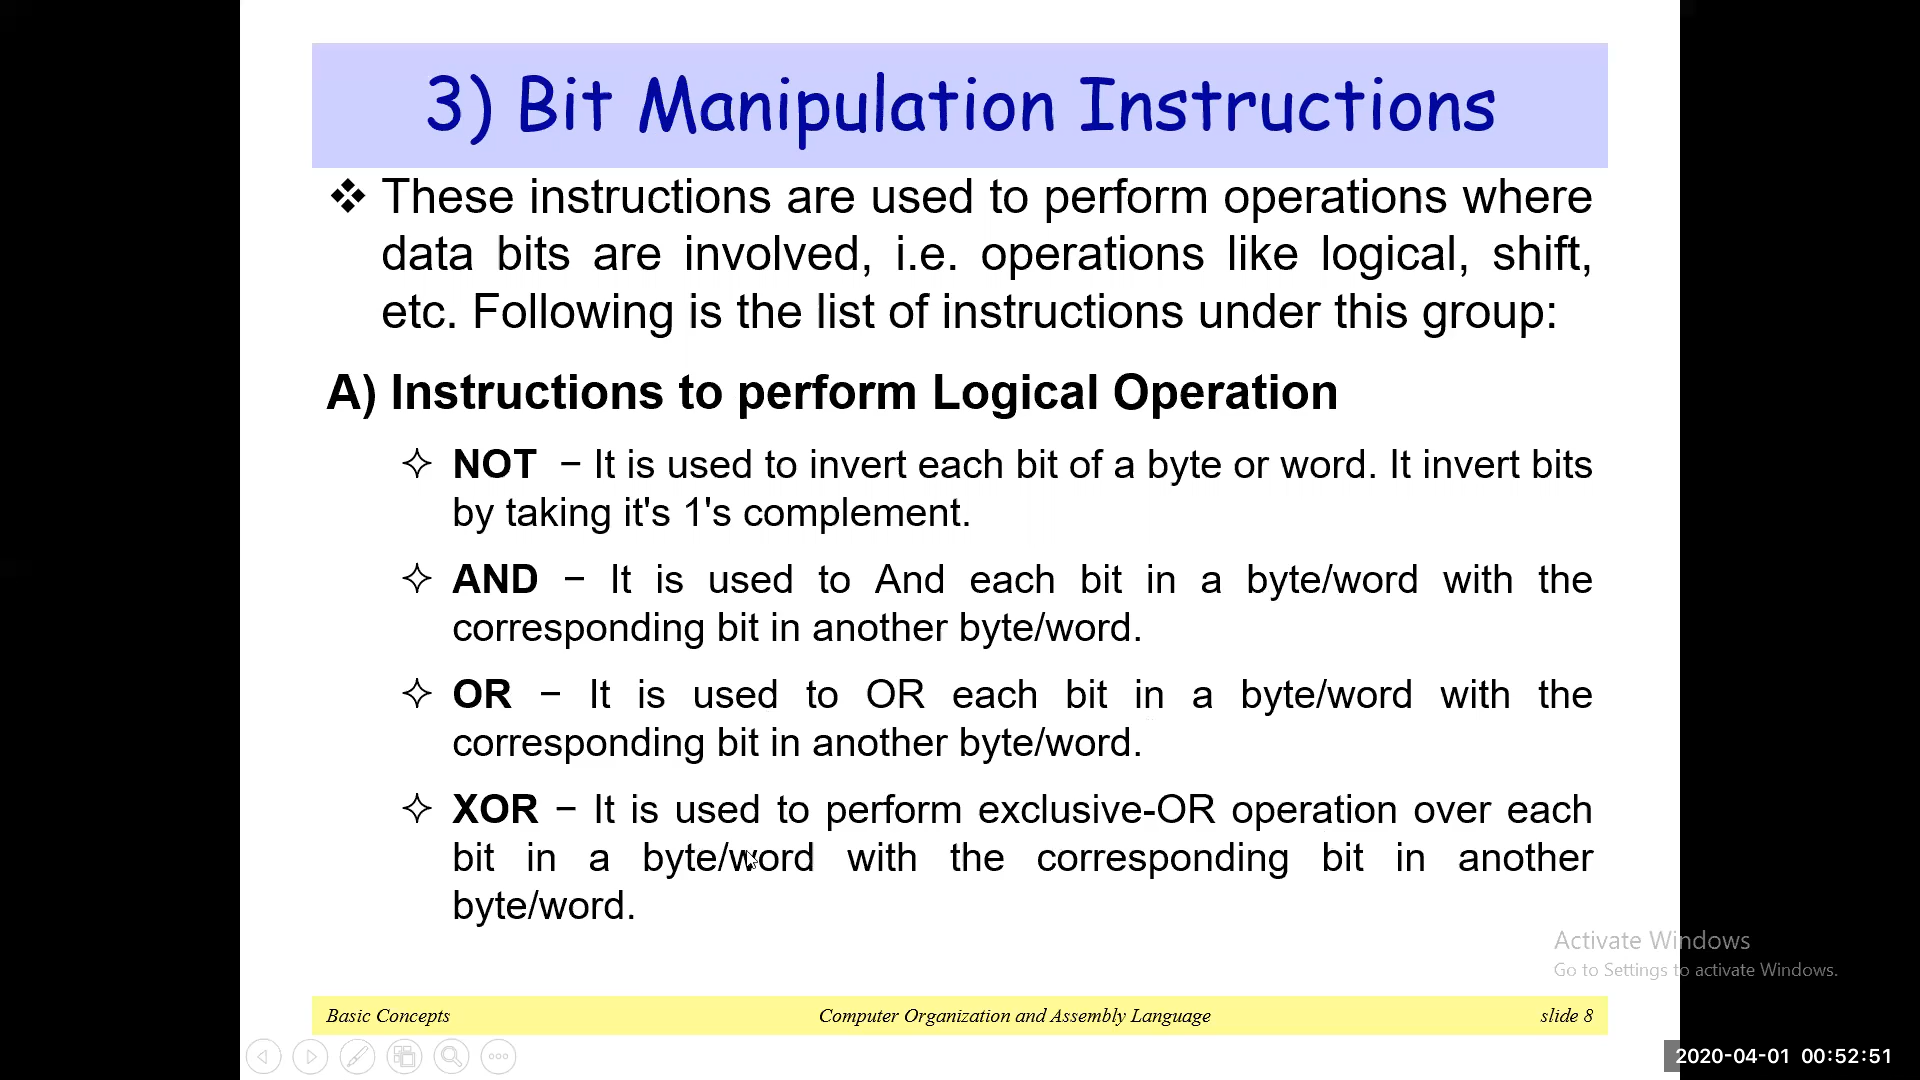 3) Bit Manipulation Instructions
❖ These instructions are used to perform operations where
data bits are involved, i.e. operations like logical, shift,
etc. Following is the list of instructions under this group:
A) Instructions to perform Logical Operation
✧ NOT − It is used to invert each bit of a byte or word. It invert bits
by taking it's 1's complement.
✧ AND − It is used to And each bit in a byte/word with the
corresponding bit in another byte/word.
✧ OR − It is used to OR each bit in a byte/word with the
corresponding bit in another byte/word.
✧ XOR − It is used to perform exclusive-OR operation over each
bit in a byte/word with the corresponding bit in another
byte/word.
Activate Windows
Go to Settings to activate Windows.
Basic Concepts Computer Organization and Assembly Language slide 8
2020-04-01 00:52:51